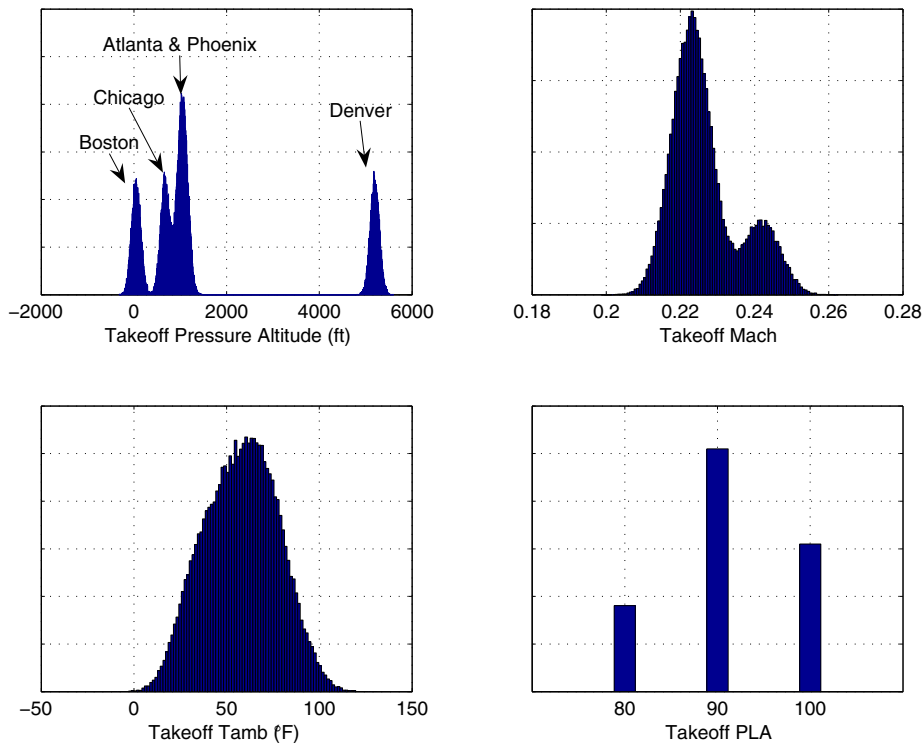 Atlanta & Phoenix
Chicago
Boston
Denver
−2000 0 2000 4000 6000
Takeoff Pressure Altitude (ft)
0.18 0.2 0.22 0.24 0.26 0.28
Takeoff Mach
−50 0 50 100 150
Takeoff Tamb (°F)
80 90 100
Takeoff PLA